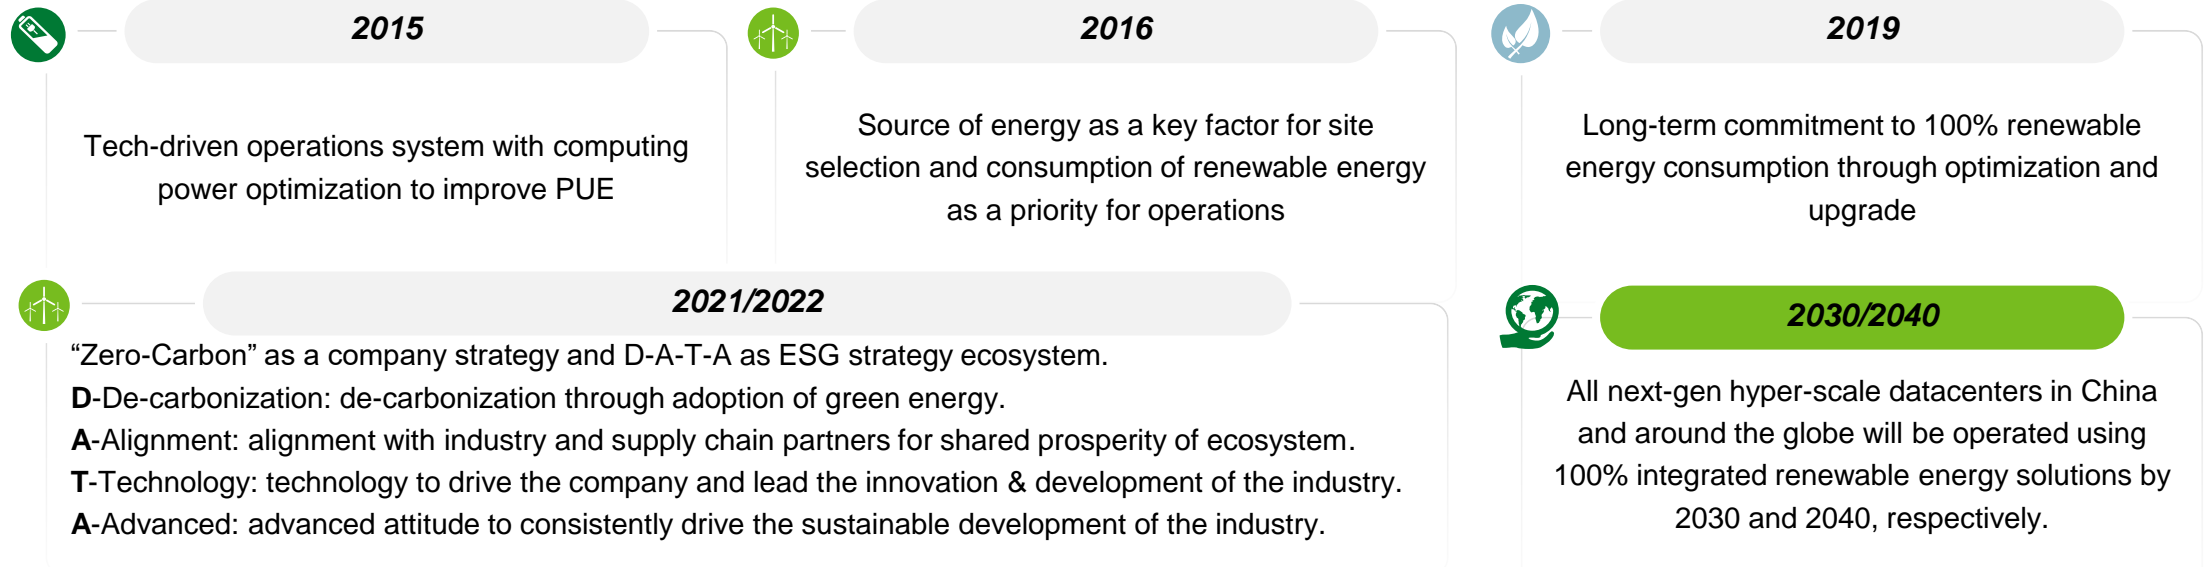 2015
Tech-driven operations system with computing
power optimization to improve PUE
2016
Source of energy as a key factor for site
selection and consumption of renewable energy
as a priority for operations
2019
Long-term commitment to 100% renewable
energy consumption through optimization and
upgrade
2021/2022
“Zero-Carbon” as a company strategy and D-A-T-A as ESG strategy ecosystem.
D-De-carbonization: de-carbonization through adoption of green energy.
A-Alignment: alignment with industry and supply chain partners for shared prosperity of ecosystem.
T-Technology: technology to drive the company and lead the innovation & development of the industry.
A-Advanced: advanced attitude to consistently drive the sustainable development of the industry.
2030/2040
All next-gen hyper-scale datacenters in China
and around the globe will be operated using
100% integrated renewable energy solutions by
2030 and 2040, respectively.